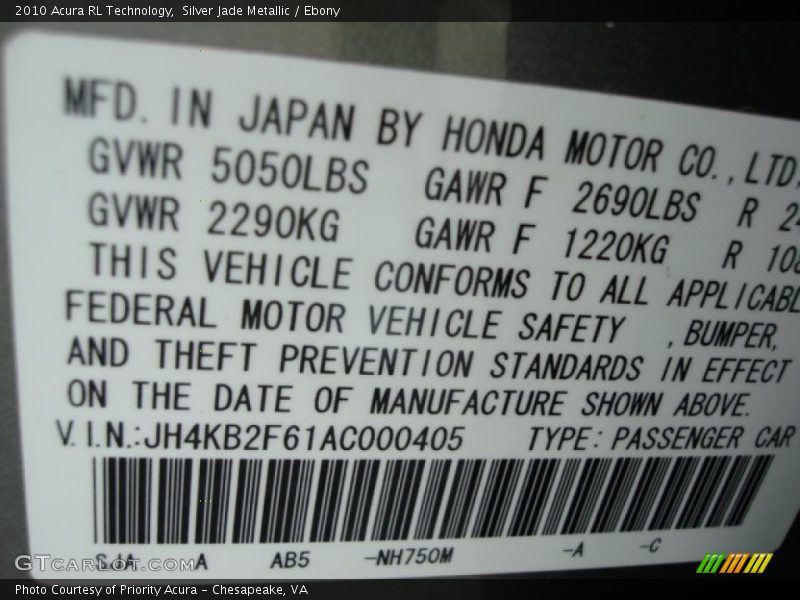 2010 Acura RL Technology, Silver Jade Metallic / Ebony
MFD. IN JAPAN BY HONDA MOTOR CO., LTD,
GVWR 5050LBS GAWR F 2690LBS R
GVWR 2290KG GAWR F 1220KG R
THIS VEHICLE CONFORMS TO ALL
FEDERAL MOTOR VEHICLE SAFETY , BUMPER,
AND THEFT PREVENTION STANDARDS IN EFFECT
ON THE DATE OF MANUFACTURE SHOWN ABOVE.
V.I.N.:JH4KB2F61AC000405 TYPE: PASSENGER CAR
SJA A AB5 -NH750M -A -C
GTcarlot.com
Photo Courtesy of Priority Acura - Chesapeake, VA